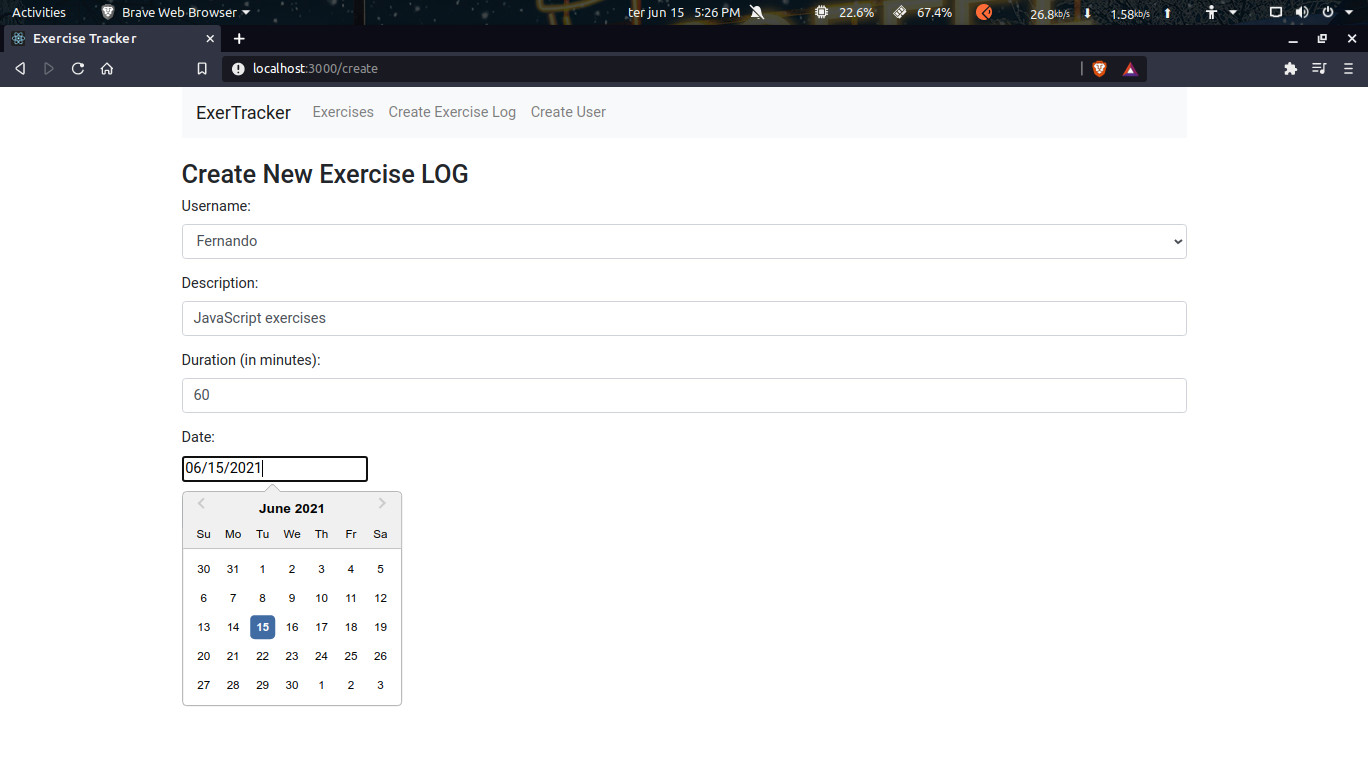 Activities Brave Web Browser ter jun 15 5:26 PM 22.6% 67.4% 26.8kb/s 1.58kb/s
Exercise Tracker
localhost:3000/create
ExerTracker Exercises Create Exercise Log Create User
Create New Exercise LOG
Username:
Fernando
Description:
JavaScript exercises
Duration (in minutes):
60
Date:
06/15/2021
June 2021
Su Mo Tu We Th Fr Sa
30 31 1 2 3 4 5
6 7 8 9 10 11 12
13 14 15 16 17 18 19
20 21 22 23 24 25 26
27 28 29 30 1 2 3